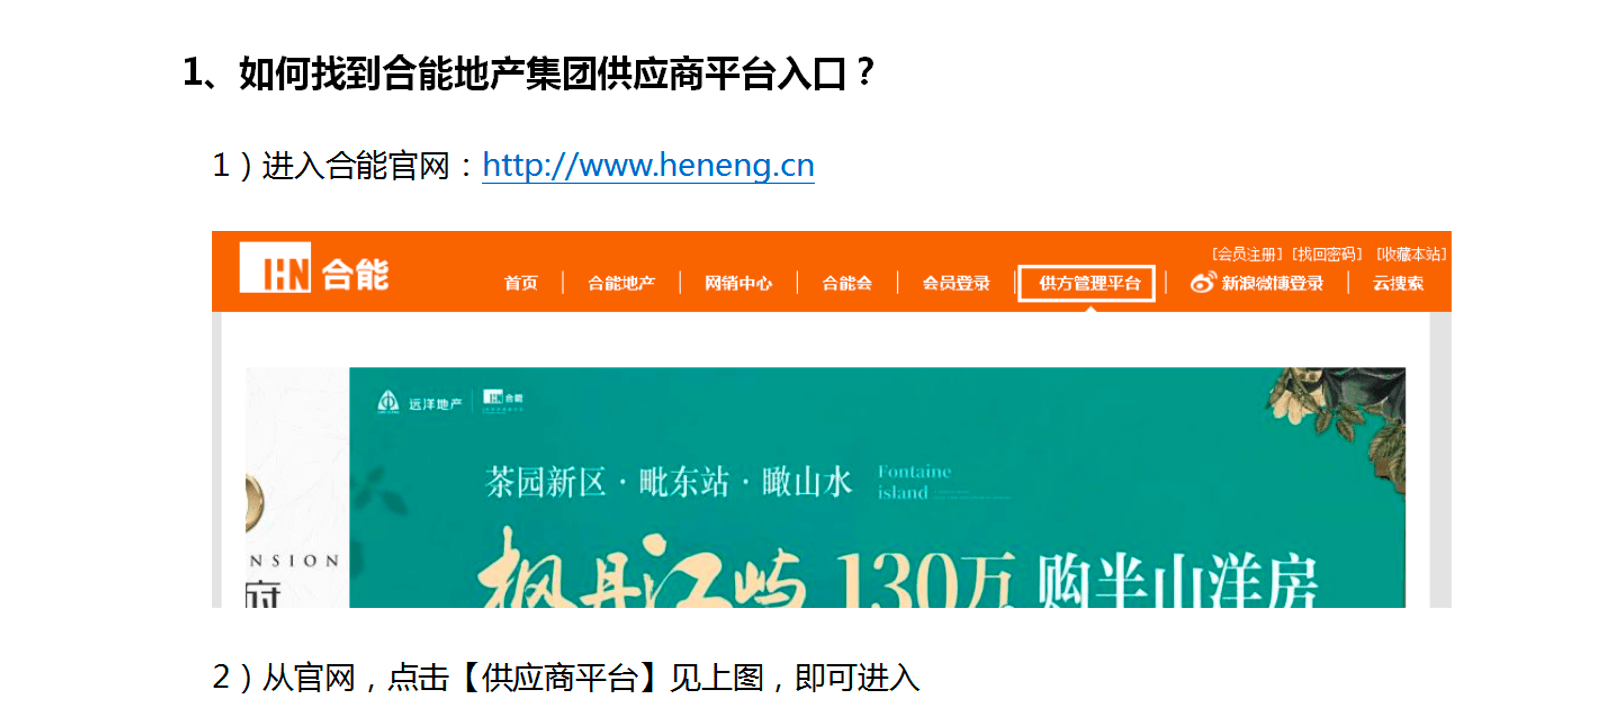 1、如何找到合能地产集团供应商平台入口？
1）进入合能官网：http://www.heneng.cn
[会员注册] [找回密码] [收藏本站]
HN 合能
首页 | 合能地产 | 网销中心 | 合能会 | 会员登录 | 供方管理平台 | 新浪微博登录 | 云搜索
远洋地产 | HN 合能
茶园新区·毗东站·瞰山水
Fontaine
island
NSION
府
枫丹江屿 130万 购半山洋房
2）从官网，点击【供应商平台】见上图，即可进入